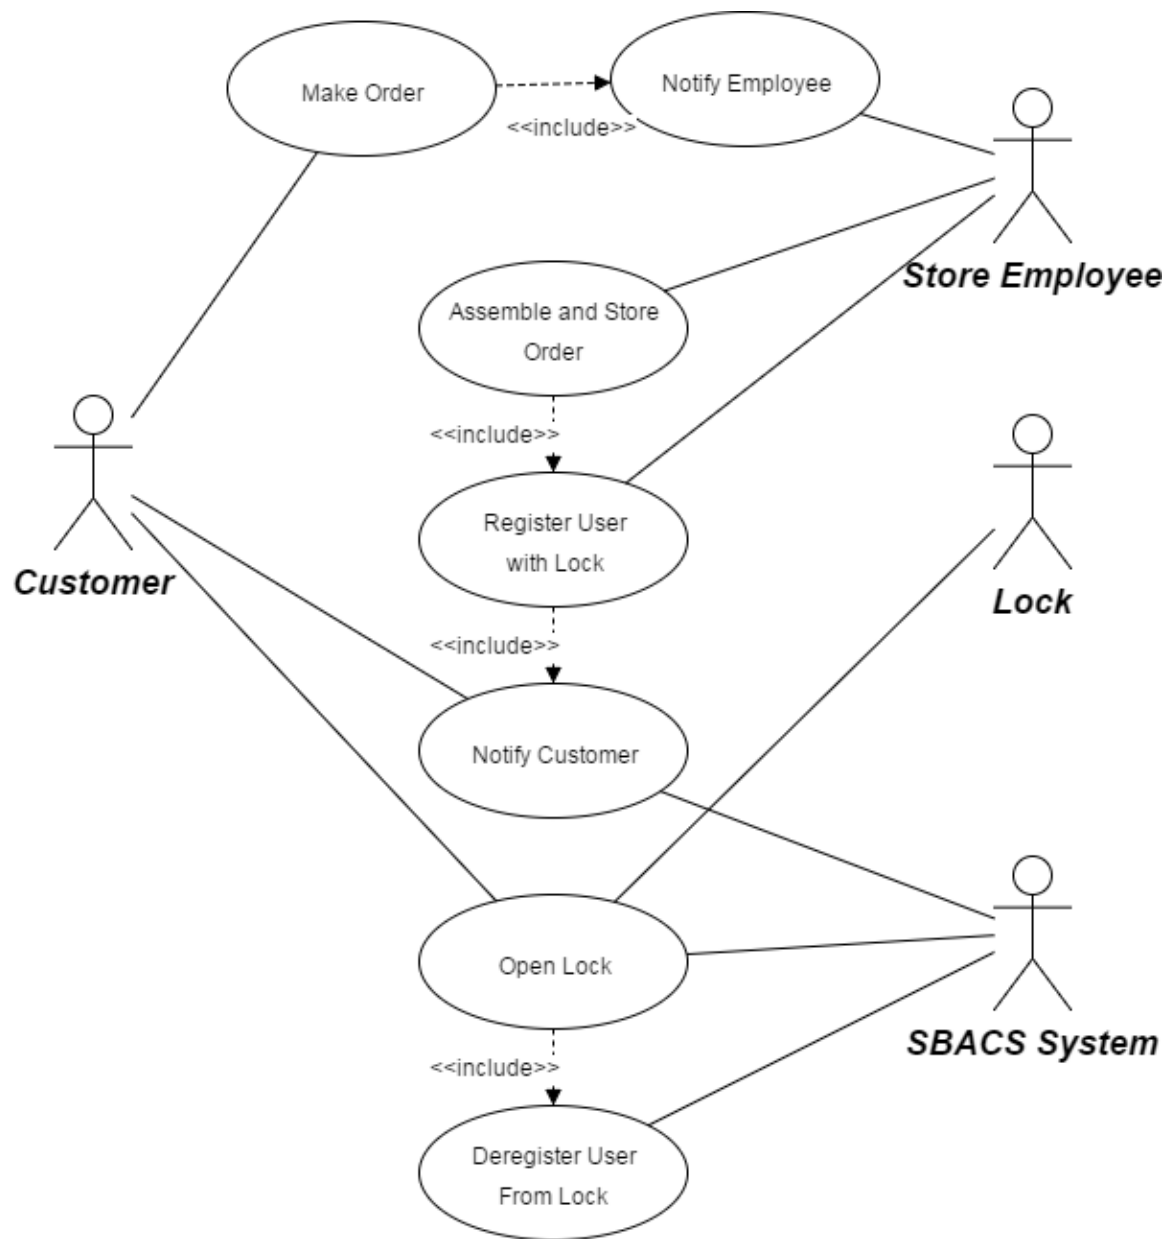 Make Order
<<include>>
Notify Employee
Store Employee
Assemble and Store
Order
<<include>>
Customer
Register User
with Lock
Lock
<<include>>
Notify Customer
Open Lock
SBACS System
<<include>>
Deregister User
From Lock